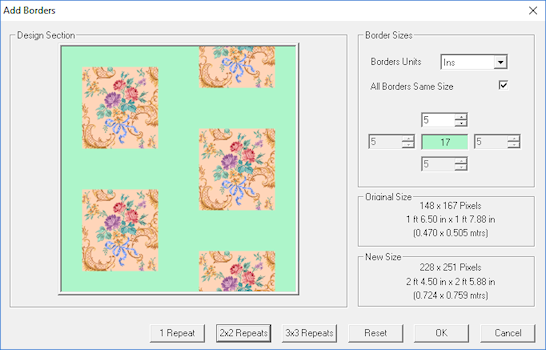 Add Borders
Design Section
Border Sizes
Borders Units Ins
All Borders Same Size
5
5 17 5
5
Original Size
148 x 167 Pixels
1 ft 6.50 in x 1 ft 7.88 in
(0.470 x 0.505 mtrs)
New Size
228 x 251 Pixels
2 ft 4.50 in x 2 ft 5.88 in
(0.724 x 0.759 mtrs)
1 Repeat 2x2 Repeats 3x3 Repeats Reset OK Cancel